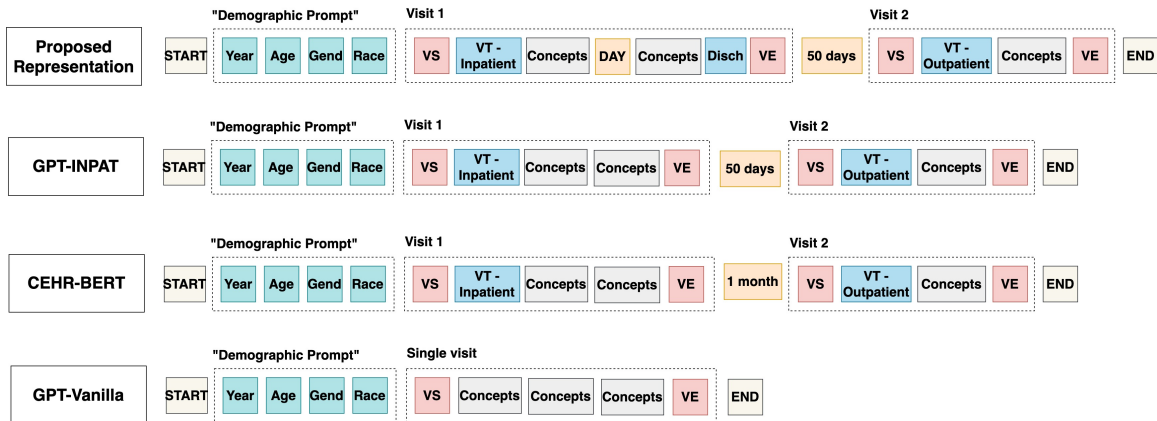 "Demographic Prompt" Visit 1 Visit 2
Proposed Representation START Year Age Gend Race VS VT - Inpatient Concepts DAY Concepts Disch VE 50 days VS VT - Outpatient Concepts VE END
"Demographic Prompt" Visit 1 Visit 2
GPT-INPAT START Year Age Gend Race VS VT - Inpatient Concepts Concepts VE 50 days VS VT - Outpatient Concepts VE END
"Demographic Prompt" Visit 1 Visit 2
CEHR-BERT START Year Age Gend Race VS VT - Inpatient Concepts Concepts VE 1 month VS VT - Outpatient Concepts VE END
"Demographic Prompt" Single visit
GPT-Vanilla START Year Age Gend Race VS Concepts Concepts Concepts VE END